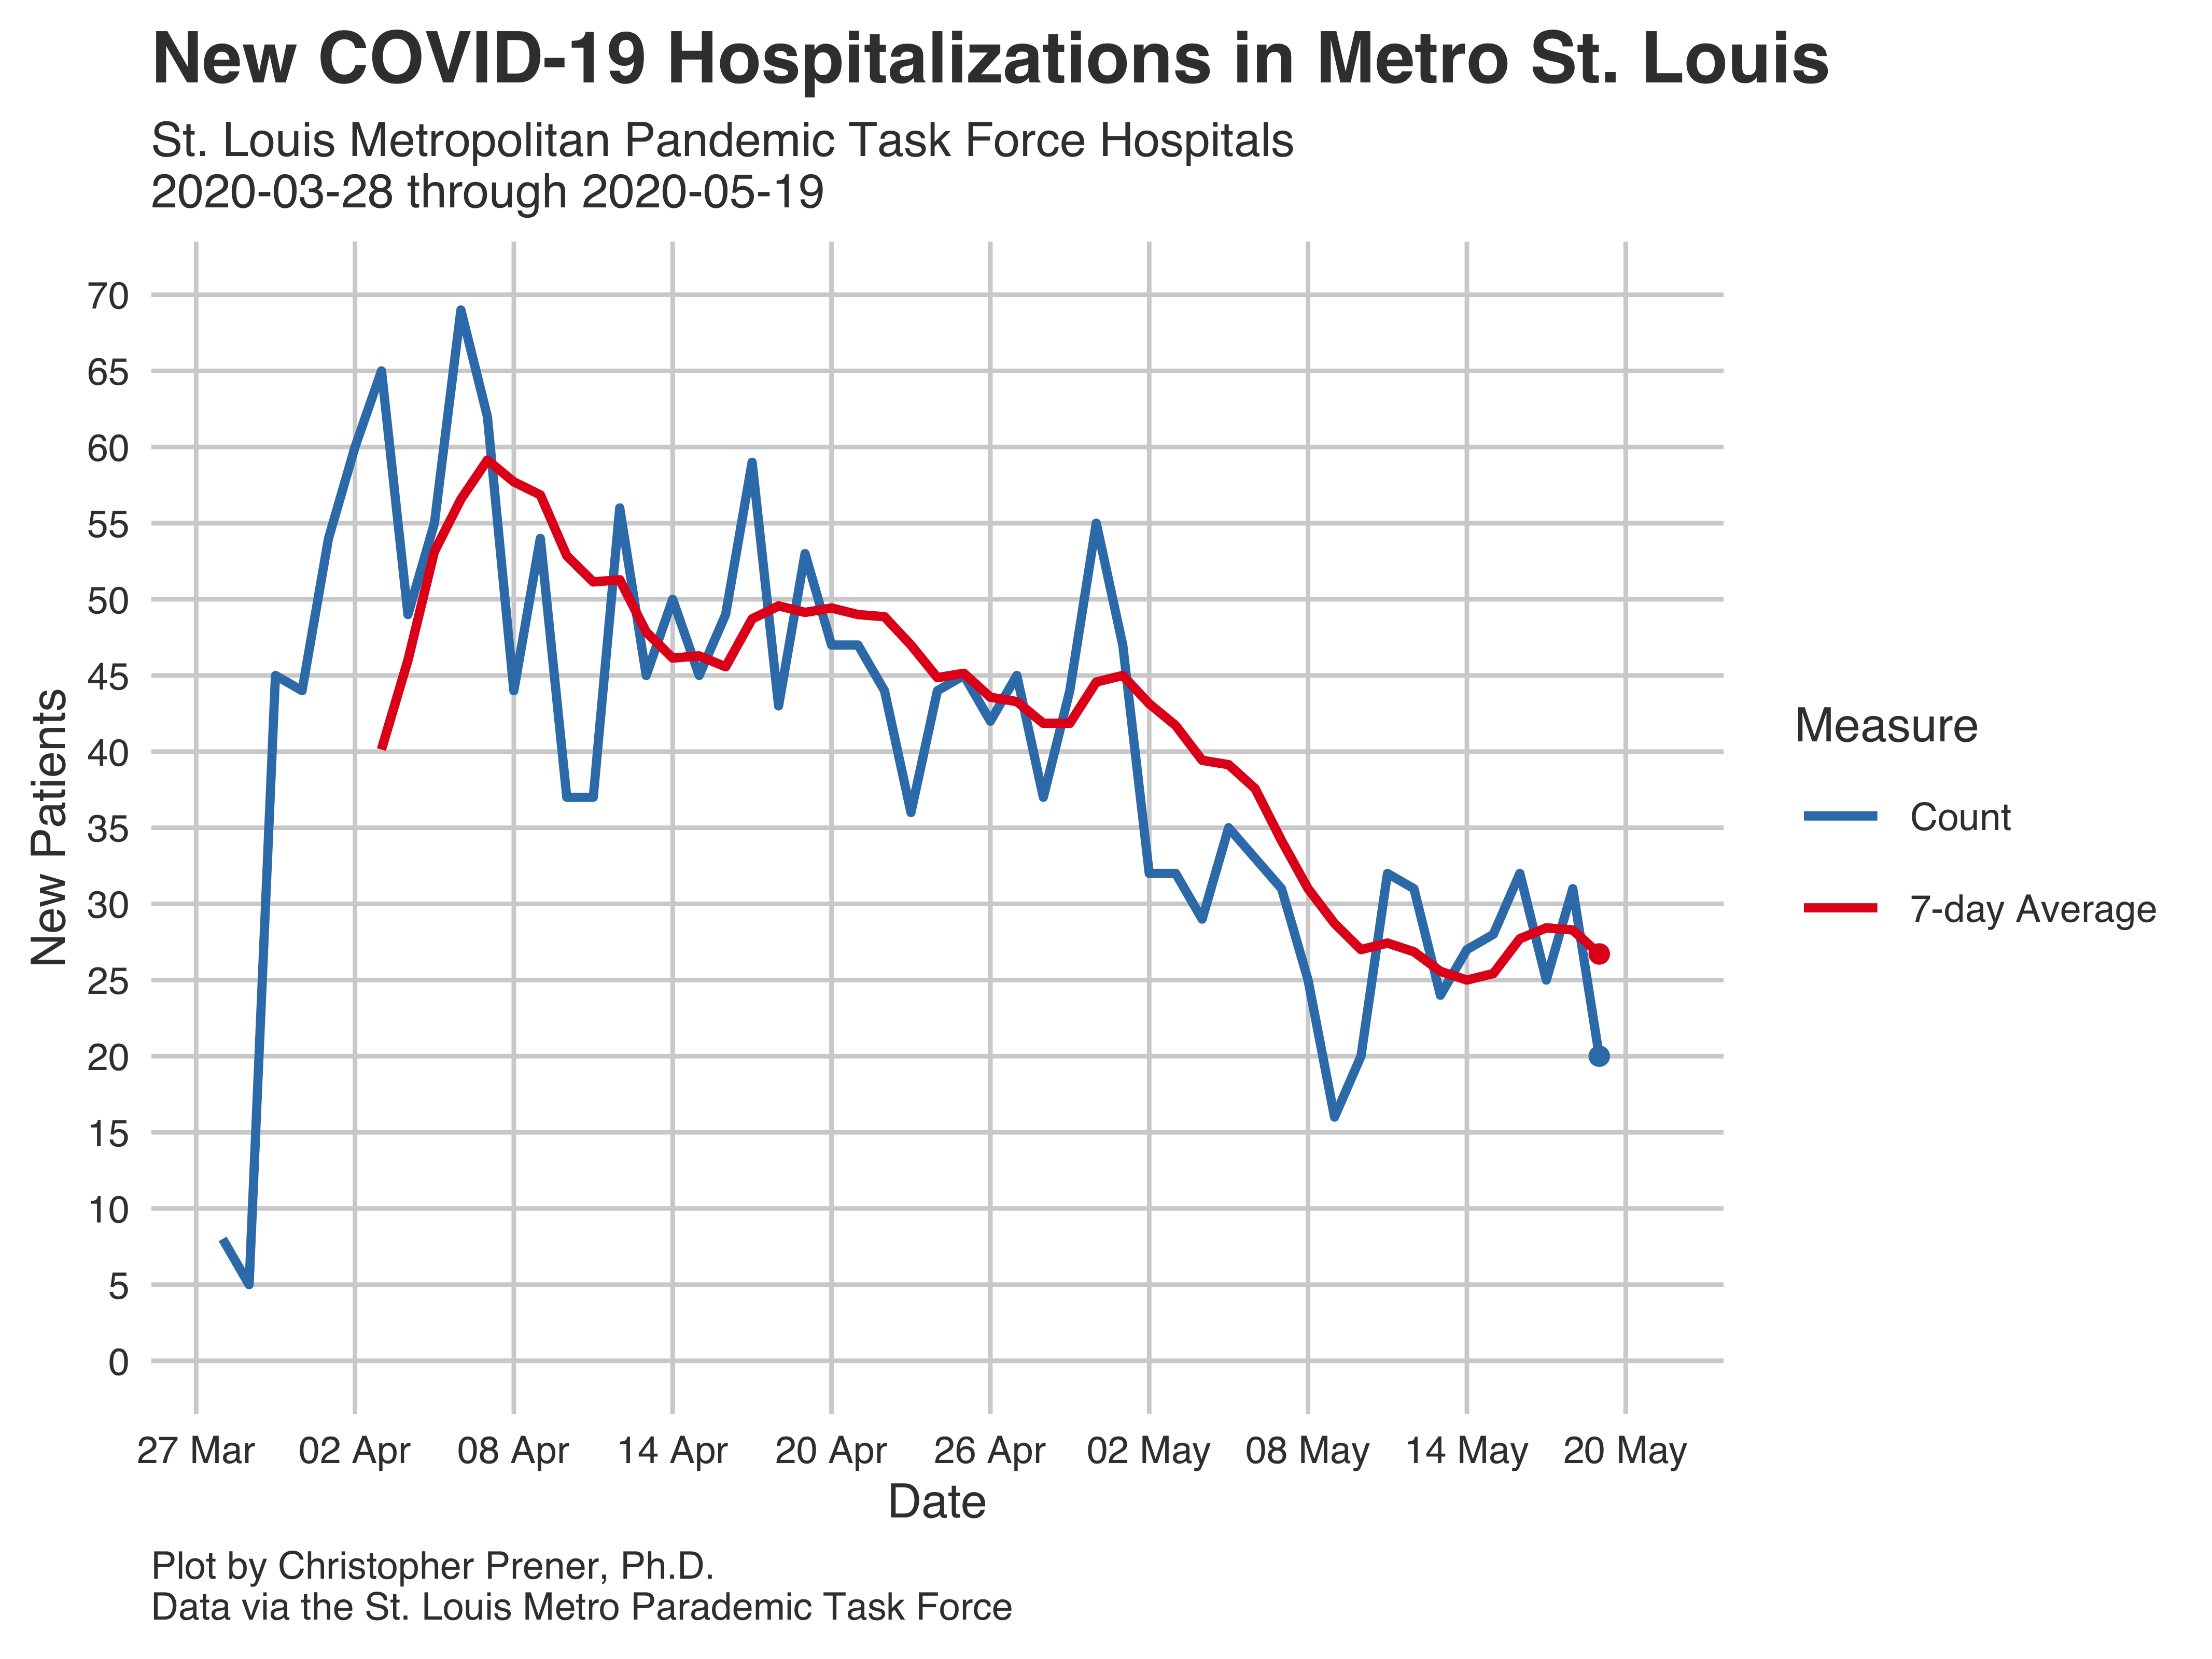 New COVID-19 Hospitalizations in Metro St. Louis
St. Louis Metropolitan Pandemic Task Force Hospitals
2020-03-28 through 2020-05-19
70
65
60
55
50
45
40
35
30
25
20
15
10
5
0
New Patients
27 Mar 02 Apr 08 Apr 14 Apr 20 Apr 26 Apr 02 May 08 May 14 May 20 May
Date
Measure
Count
7-day Average
Plot by Christopher Prener, Ph.D.
Data via the St. Louis Metro Parademic Task Force